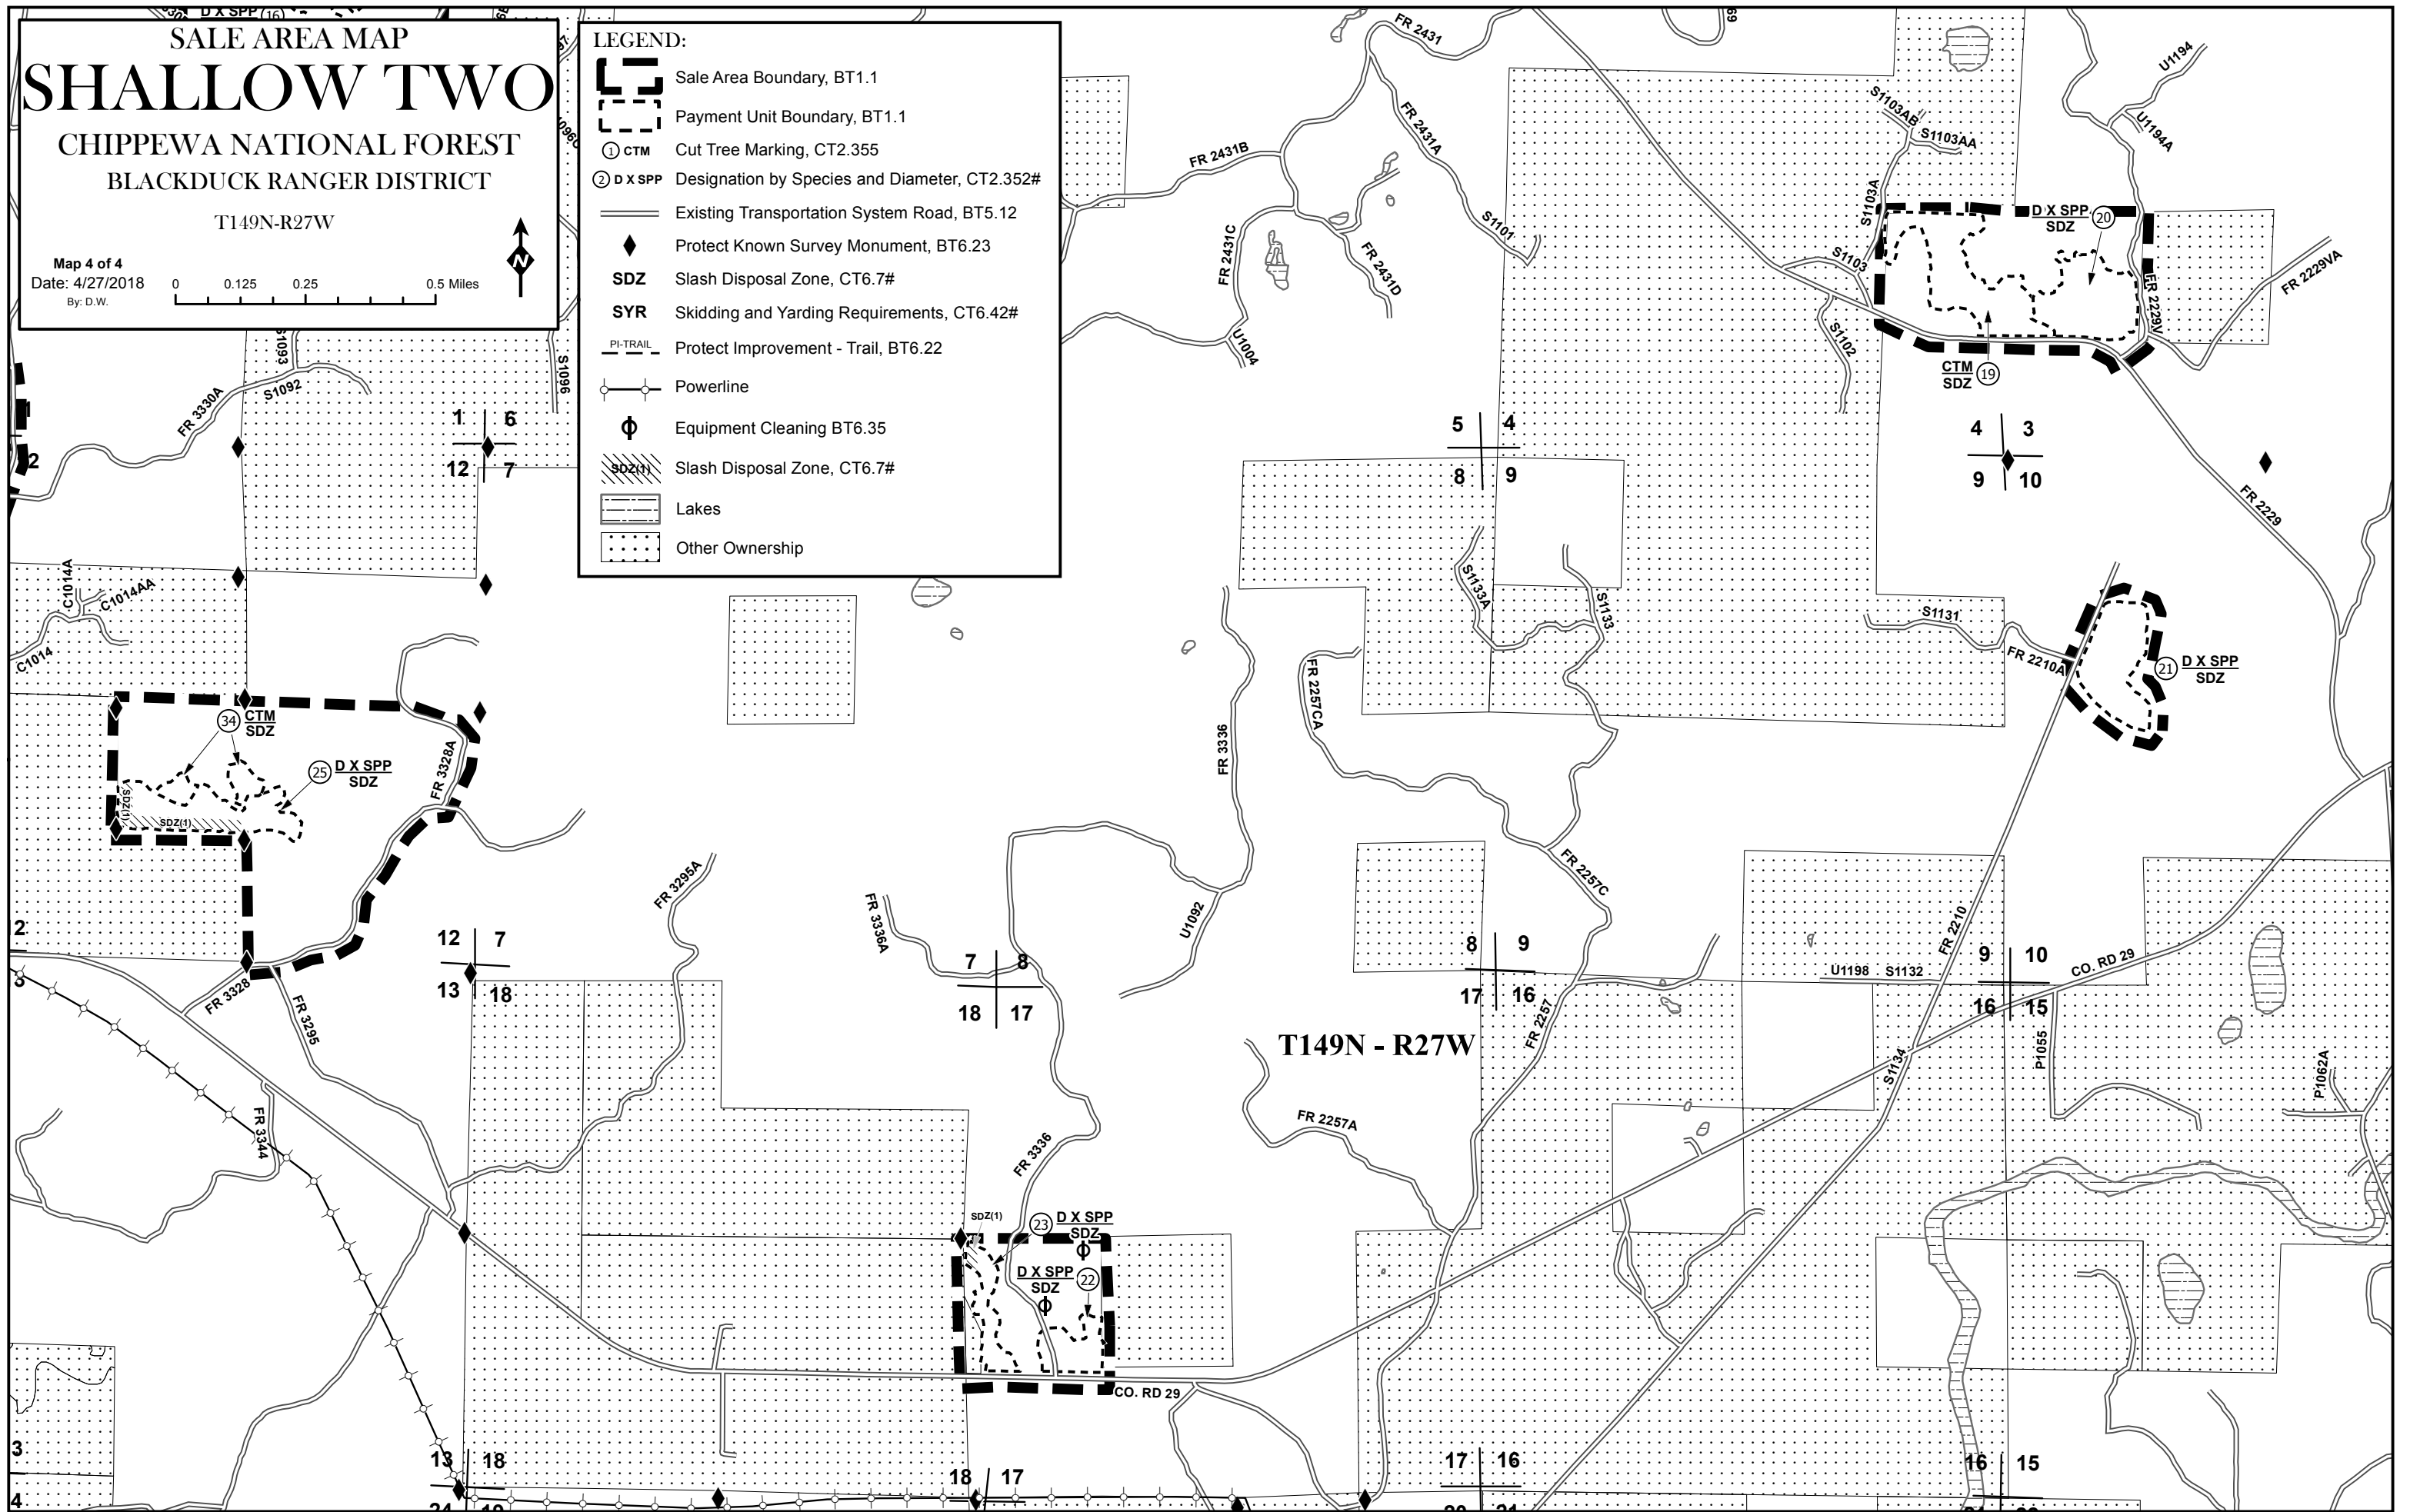 D X SPP 16
SALE AREA MAP
SHALLOW TWO
CHIPPEWA NATIONAL FOREST
BLACKDUCK RANGER DISTRICT
T149N-R27W
Map 4 of 4
Date: 4/27/2018
By: D.W.
0 0.125 0.25 0.5 Miles
N
LEGEND:
Sale Area Boundary, BT1.1
Payment Unit Boundary, BT1.1
1 CTM Cut Tree Marking, CT2.355
2 D X SPP Designation by Species and Diameter, CT2.352#
Existing Transportation System Road, BT5.12
Protect Known Survey Monument, BT6.23
SDZ Slash Disposal Zone, CT6.7#
SYR Skidding and Yarding Requirements, CT6.42#
PI-TRAIL Protect Improvement - Trail, BT6.22
Powerline
Equipment Cleaning BT6.35
SDZ(1) Slash Disposal Zone, CT6.7#
Lakes
Other Ownership
FR 2431
69
U1194
U1194A
S1103AB
S1103AA
FR 2431A
FR 2431B
S1103A
S1101
FR 2431C
FR 2431D
U1004
S1103
S1102
D X SPP 20
SDZ
FR 2229V
FR 2229VA
CTM 19
SDZ
S1093
S1092
FR 3330A
S1096
1 6
12 7
2
5 4
8 9
4 3
9 10
FR 2229
C1014A
C1014AA
C1014
S1133A
S1133
S1131
FR 2210A
21 D X SPP
SDZ
FR 2257CA
FR 3336
34 CTM
SDZ
25 D X SPP
SDZ
FR 3328A
SDZ(1)
SDZ(1)
FR 3295A
FR 3336A
U1092
FR 2257C
FR 2210
2
3
12 7
13 18
7 8
18 17
8 9
17 16
9 10
16 15
U1198 S1132
CO. RD 29
FR 3328
FR 3295
T149N - R27W
FR 2257
S1134
P1055
P1062A
FR 3344
FR 2257A
FR 3336
SDZ(1)
23 D X SPP
SDZ
D X SPP 22
SDZ
CO. RD 29
3
4
13 18
24 19
18 17
17 16
20 21
16 15